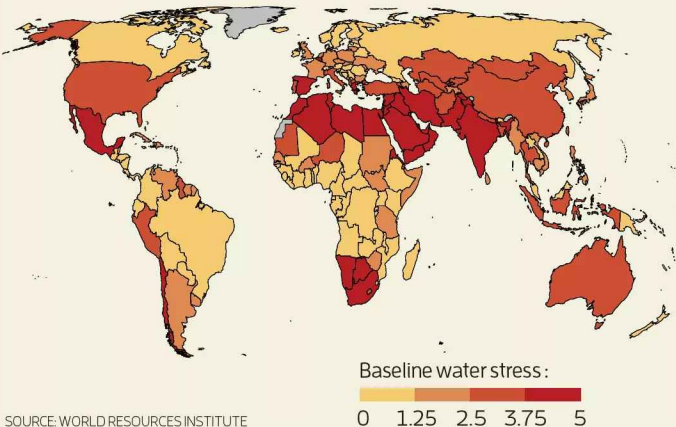 Baseline water stress:
0 1.25 2.5 3.75 5
SOURCE: WORLD RESOURCES INSTITUTE